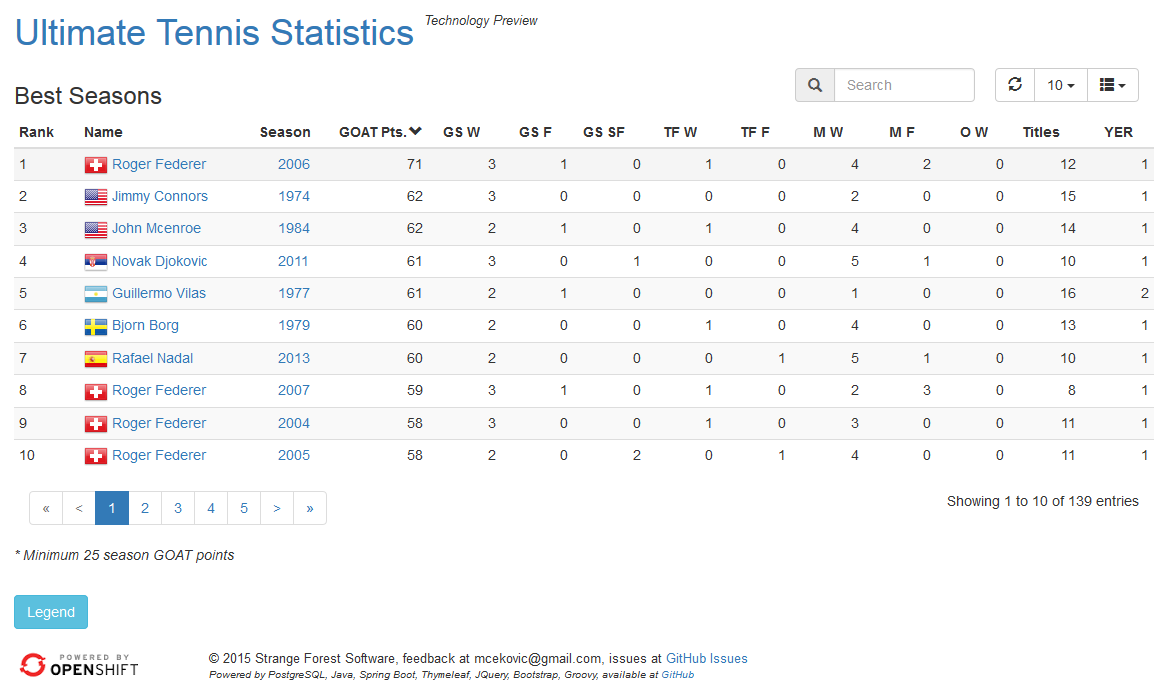 Ultimate Tennis Statistics Technology Preview
Best Seasons
Search 10
Rank Name Season GOAT Pts. GS W GS F GS SF TF W TF F M W M F O W Titles YER
1 Roger Federer 2006 71 3 1 0 1 0 4 2 0 12 1
2 Jimmy Connors 1974 62 3 0 0 0 0 2 0 0 15 1
3 John Mcenroe 1984 62 2 1 0 1 0 4 0 0 14 1
4 Novak Djokovic 2011 61 3 0 1 0 0 5 1 0 10 1
5 Guillermo Vilas 1977 61 2 1 0 0 0 1 0 0 16 2
6 Bjorn Borg 1979 60 2 0 0 1 0 4 0 0 13 1
7 Rafael Nadal 2013 60 2 0 0 0 1 5 1 0 10 1
8 Roger Federer 2007 59 3 1 0 1 0 2 3 0 8 1
9 Roger Federer 2004 58 3 0 0 1 0 3 0 0 11 1
10 Roger Federer 2005 58 2 0 2 0 1 4 0 0 11 1
« < 1 2 3 4 5 > »
Showing 1 to 10 of 139 entries
* Minimum 25 season GOAT points
Legend
POWERED BY
OPENSHIFT
© 2015 Strange Forest Software, feedback at mcekovic@gmail.com, issues at GitHub Issues
Powered by PostgreSQL, Java, Spring Boot, Thymeleaf, JQuery, Bootstrap, Groovy, available at GitHub